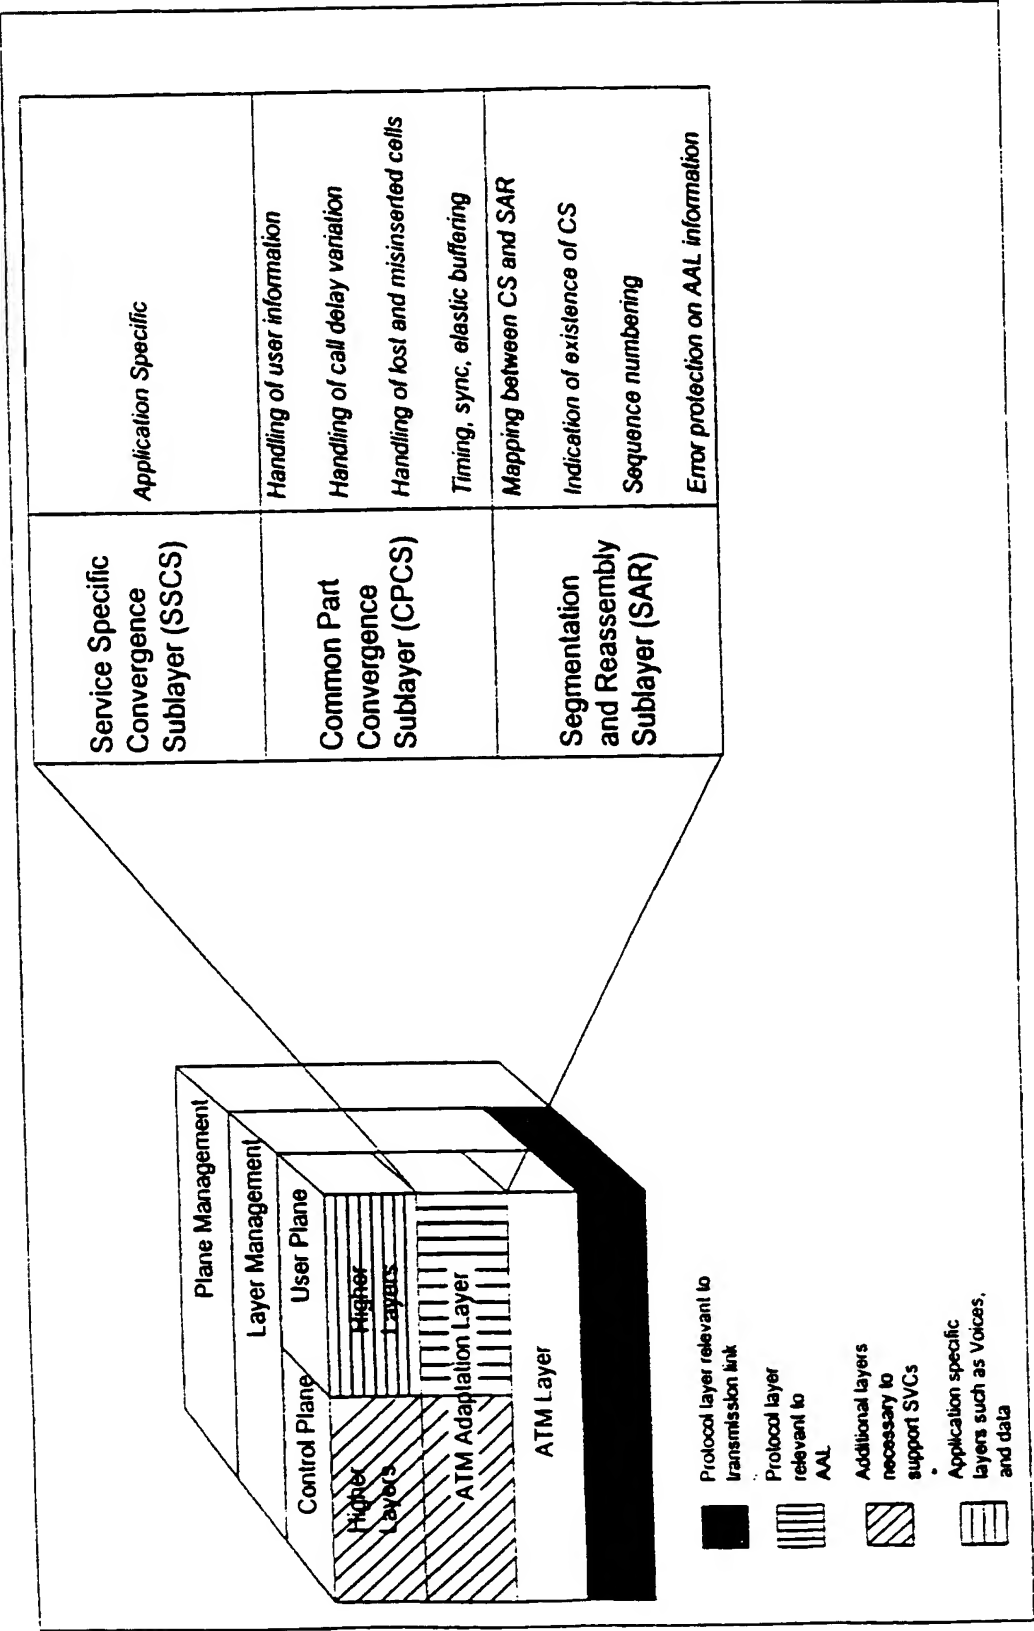 Plane Management
Layer Management
Control Plane
User Plane
Higher
Layers
Higher
Layers
ATM Adaptation Layer
ATM Layer
Protocol layer relevant to
transmission link
Protocol layer
relevant to
AAL
Additional layers
necessary to
support SVCs
Application specific
layers such as Voices,
and data
Service Specific
Convergence
Sublayer (SSCS)
Application Specific
Common Part
Convergence
Sublayer (CPCS)
Handling of user information
Handling of call delay variation
Handling of lost and misinserted cells
Timing, sync, elastic buffering
Segmentation
and Reassembly
Sublayer (SAR)
Mapping between CS and SAR
Indication of existence of CS
Sequence numbering
Error protection on AAL information